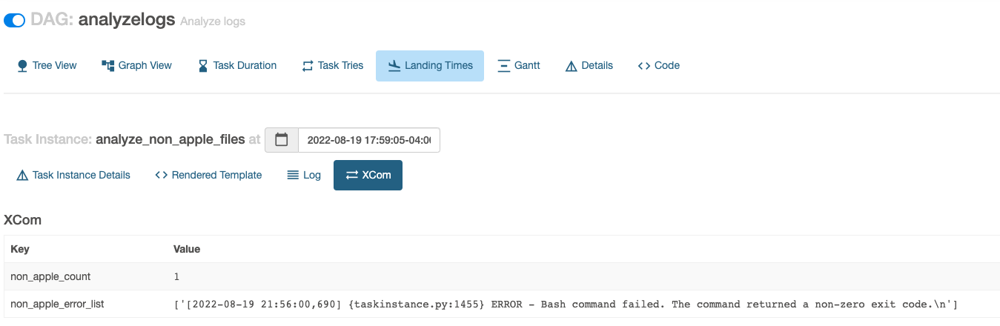 DAG: analyzelogs Analyze logs
Tree View Graph View Task Duration Task Tries Landing Times Gantt Details Code
Task Instance: analyze_non_apple_files at 2022-08-19 17:59:05-04:00
Task Instance Details Rendered Template Log XCom
XCom
Key Value
non_apple_count 1
non_apple_error_list ['[2022-08-19 21:56:00,690] {taskinstance.py:1455} ERROR - Bash command failed. The command returned a non-zero exit code.\n']